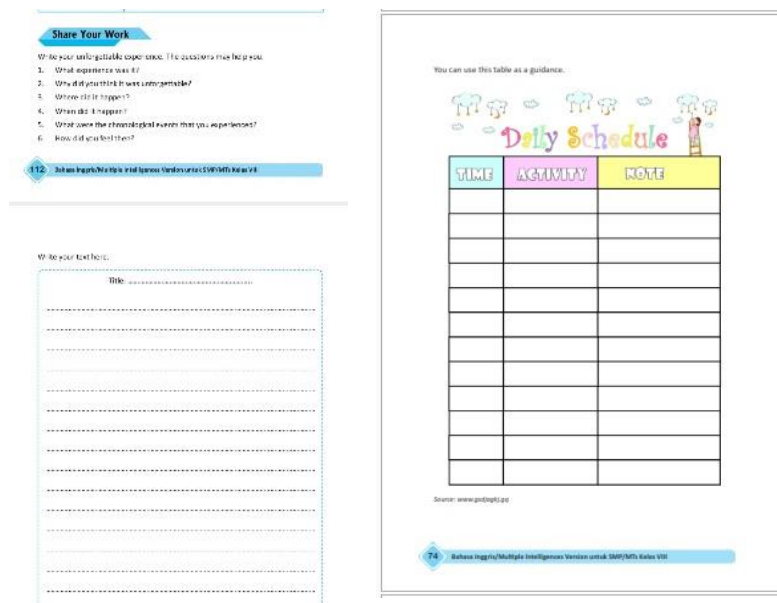 Share Your Work
Write your unforgettable experience. The questions may help you.
1. What experience was it?
2. Why did you think it was unforgettable?
3. Where did it happen?
4. When did it happen?
5. What were the chronological events that you experienced?
6. How did you feel then?
112 Bahasa Inggris/Multiple Intelligences Version untuk SMP/MTs Kelas VIII
Write your text here.
Title:
You can use this table as a guidance.
Daily Schedule
TIME ACTIVITY NOTE
Source:
74 Bahasa Inggris/Multiple Intelligences Version untuk SMP/MTs Kelas VIII